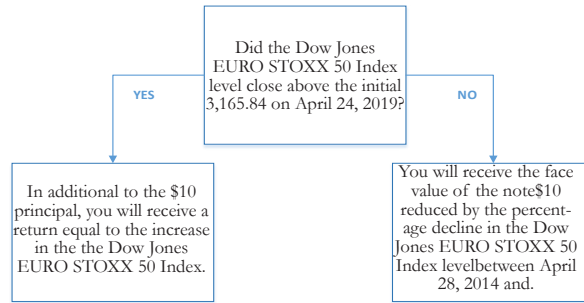 Did the Dow Jones
EURO STOXX 50 Index
level close above the initial
3,165.84 on April 24, 2019?
YES
NO
In additional to the $10
principal, you will receive a
return equal to the increase
in the the Dow Jones
EURO STOXX 50 Index.
You will receive the face
value of the note$10
reduced by the percent-
age decline in the Dow
Jones EURO STOXX 50
Index levelbetween April
28, 2014 and.